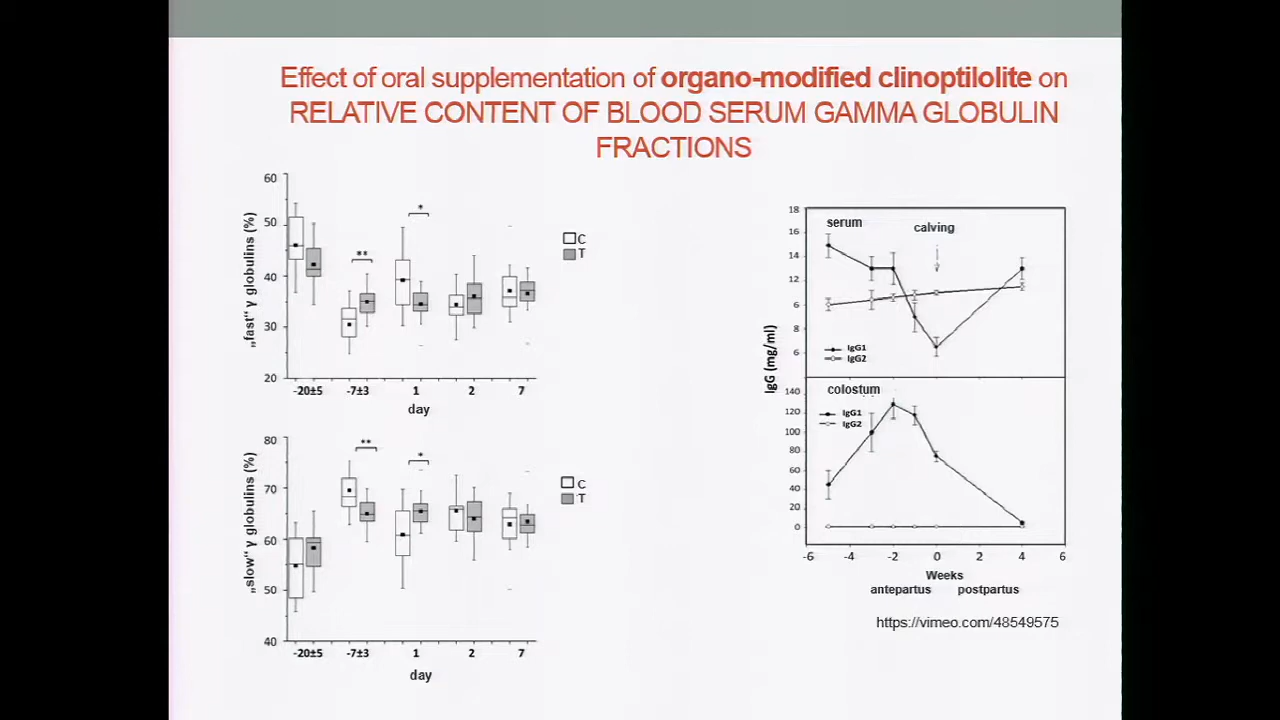 Effect of oral supplementation of organo-modified clinoptilolite on
RELATIVE CONTENT OF BLOOD SERUM GAMMA GLOBULIN
FRACTIONS
„fast“ γ globulins (%)
60
50
40
30
20
**
*
C
T
-20±5
-7±3
1
2
7
day
„slow“ γ globulins (%)
80
70
60
50
40
**
*
C
T
-20±5
-7±3
1
2
7
day
IgG (mg/ml)
serum
calving
18
16
14
12
6
8
6
IgG1
IgG2
colostum
140
120
100
80
60
40
20
0
IgG1
IgG2
-6
-4
-2
0
2
4
6
Weeks
antepartus
postpartus
https://vimeo.com/48549575